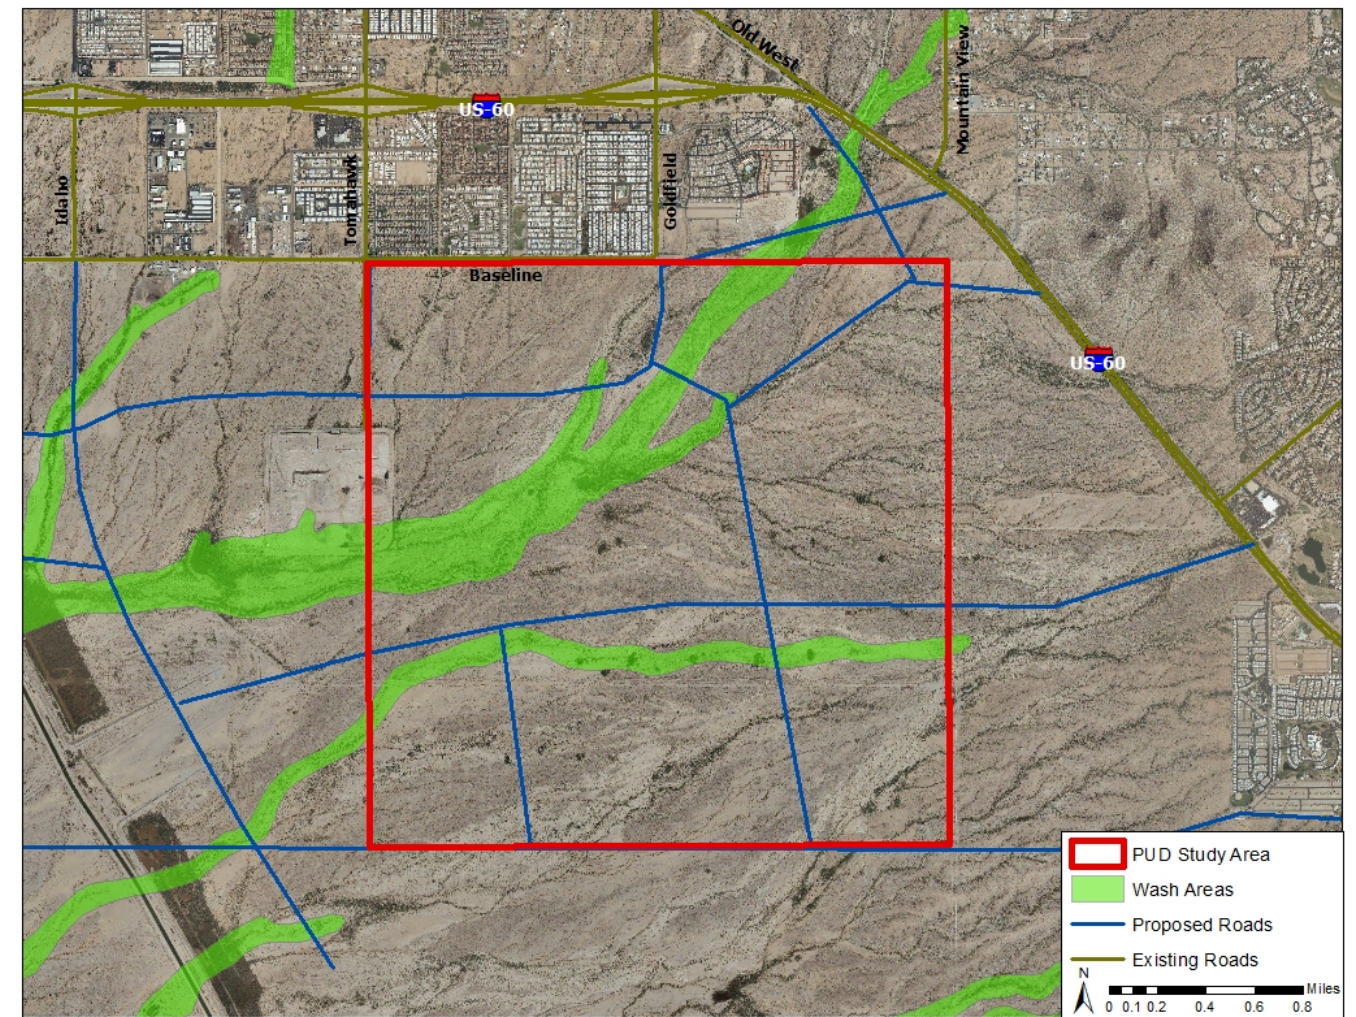 Old West
Mountain View
US-60
Idaho
Tomahawk
Goldfield
Baseline
US-60
PUD Study Area
Wash Areas
Proposed Roads
Existing Roads
N
Miles
0 0.1 0.2 0.4 0.6 0.8